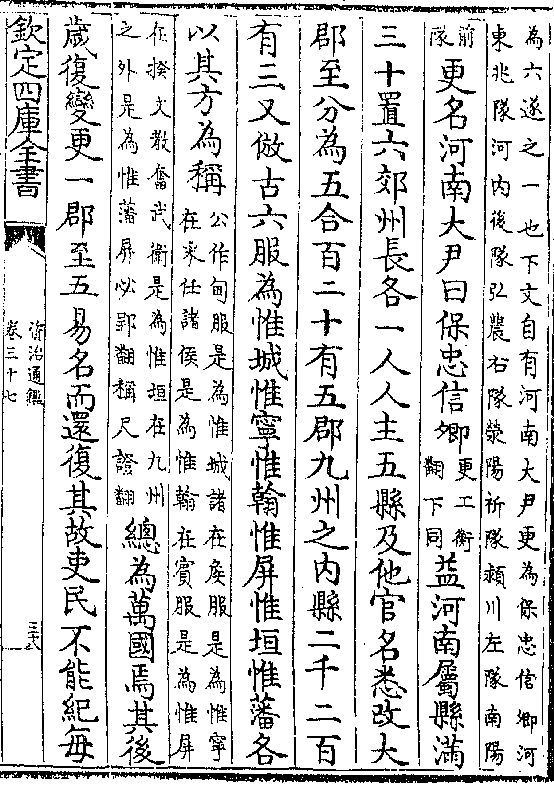 為六遂之一也下文自有河南大尹更為保忠信卿河
東兆隊河內後隊弘農右隊滎陽祈隊潁川左隊南陽
前隊更名河南大尹曰保忠信卿更工衡翻下同益河南屬縣滿
三十置六郊州長各一人人主五縣及他官名悉改大
郡至分為五合百二十有五郡九州之內縣二千二百
有三又倣古六服為惟城惟寧惟翰惟屏惟垣惟藩各
以其方為稱公作甸服是為惟城諸在侯服是為惟寧
在采任諸侯是為惟翰在賓服是為惟屏
在揆文敎奮武衛是為惟垣在九州
之外是為惟藩屏必郢翻稱尺證翻總為萬國焉其後
歲復變更一郡至五易名而還復其故吏民不能紀每
欽定四庫全書
資治通鑑
卷三十七